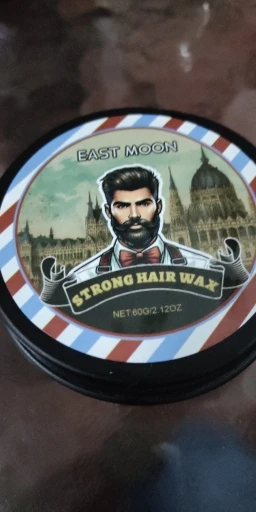 EAST MOON
STRONG HAIR WAX
NET 60G/2.12OZ